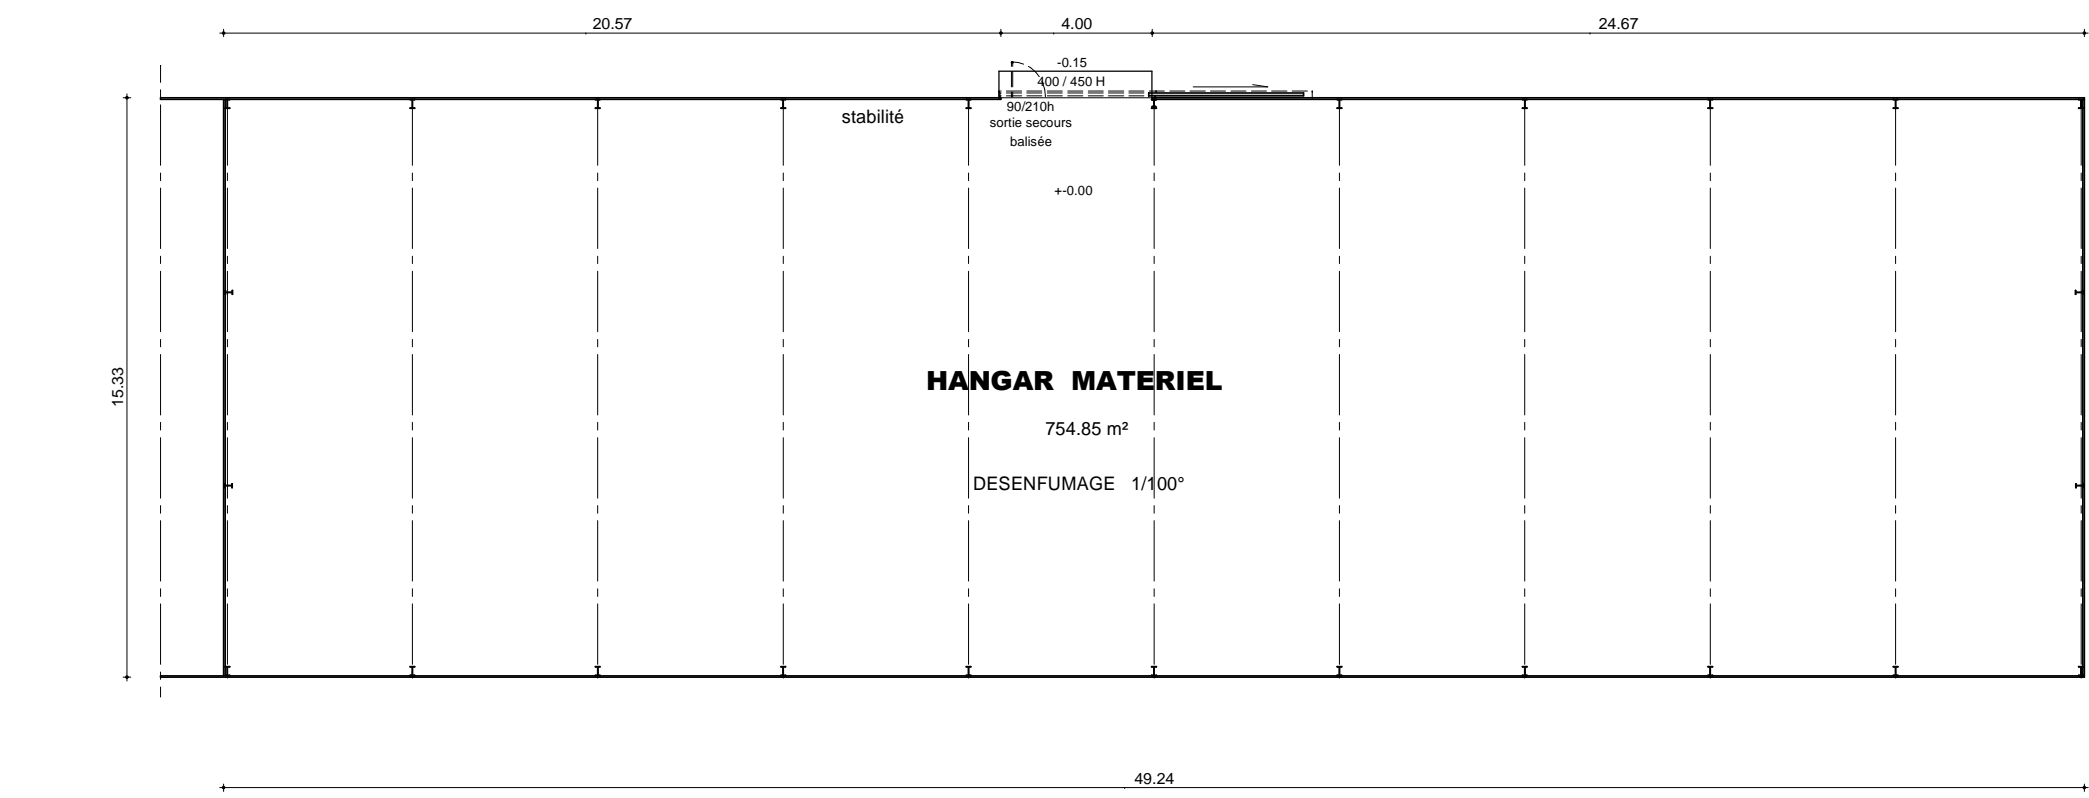 20.57
4.00
24.67
-0.15
400 / 450 H
90/210h
stabilité
sortie secours
balisée
+-0.00
15.33
HANGAR MATERIEL
754.85 m²
DESENFUMAGE 1/100°
49.24